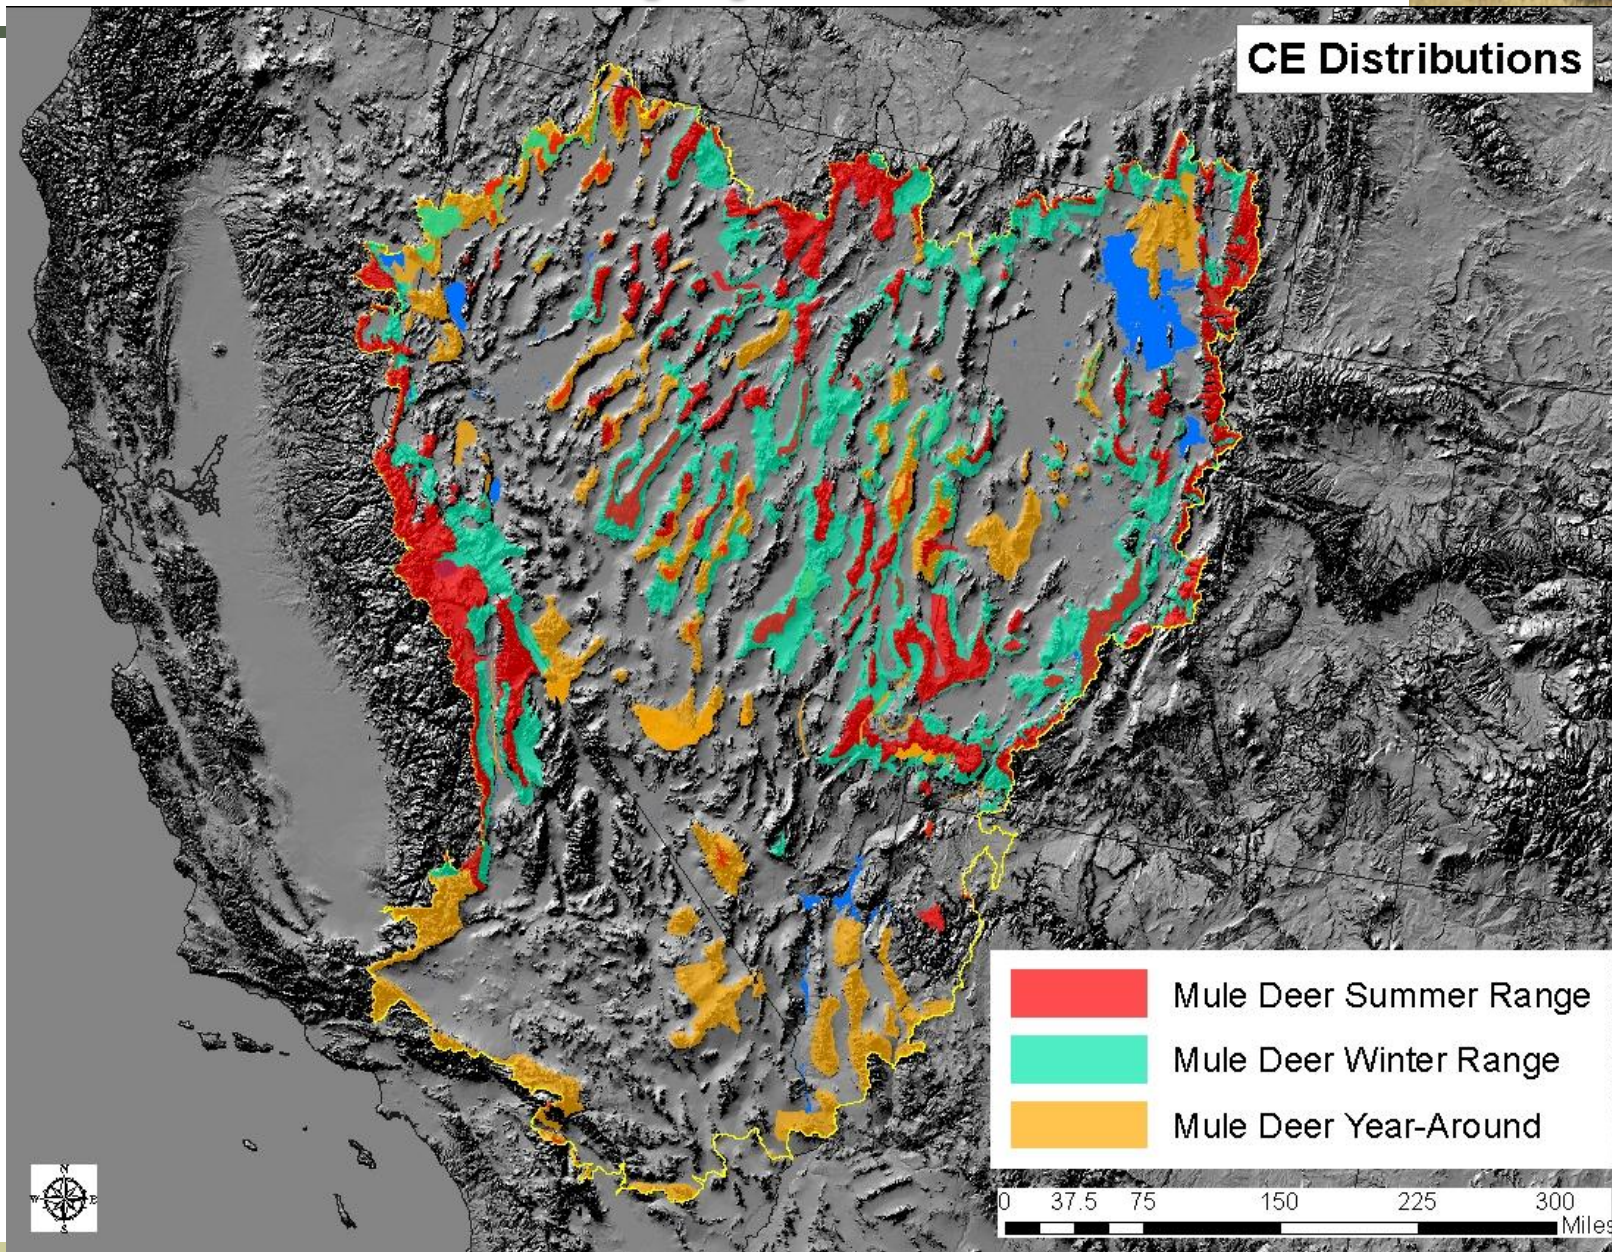 CE Distributions
Mule Deer Summer Range
Mule Deer Winter Range
Mule Deer Year-Around
0 37.5 75 150 225 300
Miles
N
W E
S